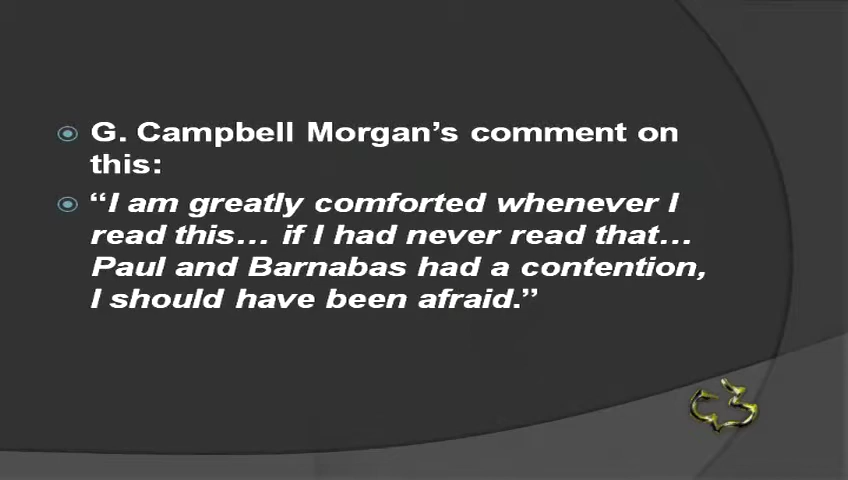 G. Campbell Morgan’s comment on
this:
“I am greatly comforted whenever I
read this… if I had never read that…
Paul and Barnabas had a contention,
I should have been afraid.”